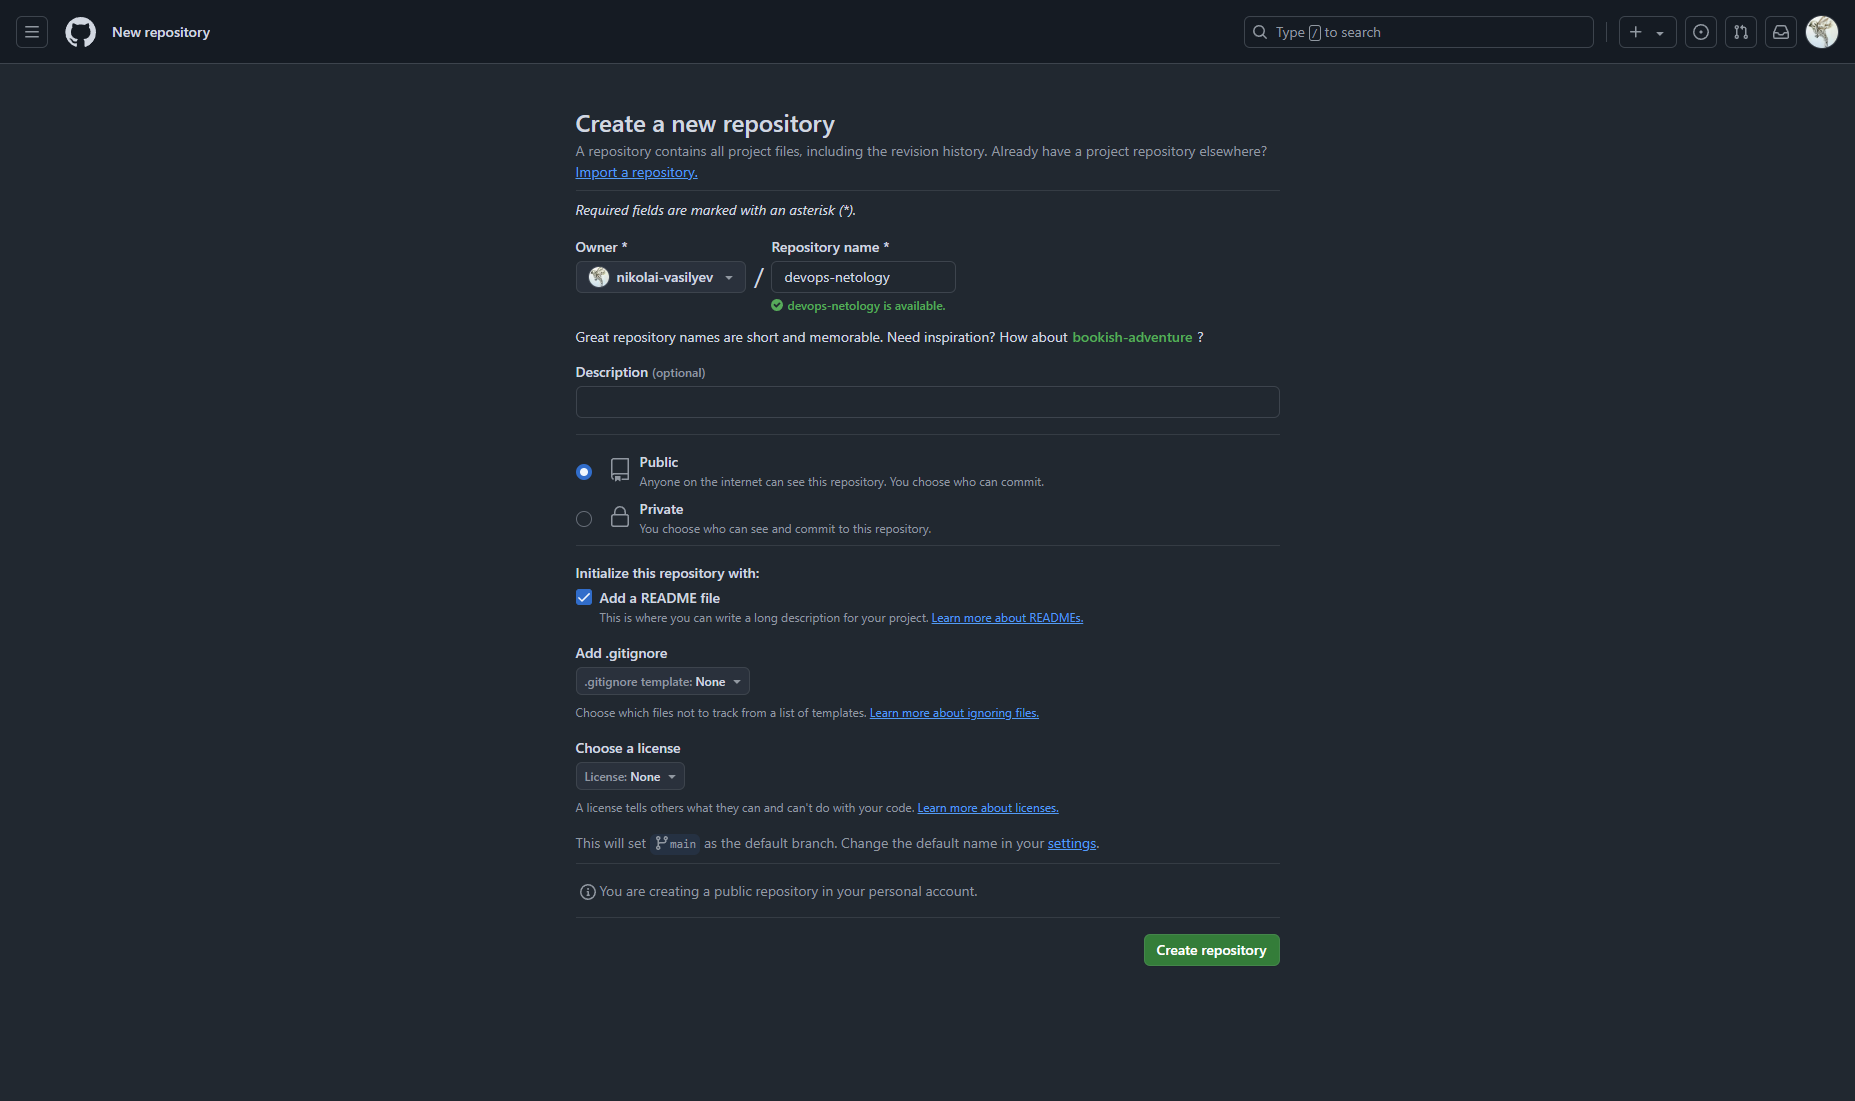 New repository
Type / to search
Create a new repository
A repository contains all project files, including the revision history. Already have a project repository elsewhere?
Import a repository.
Required fields are marked with an asterisk (*).
Owner *
Repository name *
nikolai-vasilyev
/
devops-netology
devops-netology is available.
Great repository names are short and memorable. Need inspiration? How about bookish-adventure ?
Description (optional)
Public
Anyone on the internet can see this repository. You choose who can commit.
Private
You choose who can see and commit to this repository.
Initialize this repository with:
Add a README file
This is where you can write a long description for your project. Learn more about READMEs.
Add .gitignore
.gitignore template: None
Choose which files not to track from a list of templates. Learn more about ignoring files.
Choose a license
License: None
A license tells others what they can and can't do with your code. Learn more about licenses.
This will set main as the default branch. Change the default name in your settings.
You are creating a public repository in your personal account.
Create repository